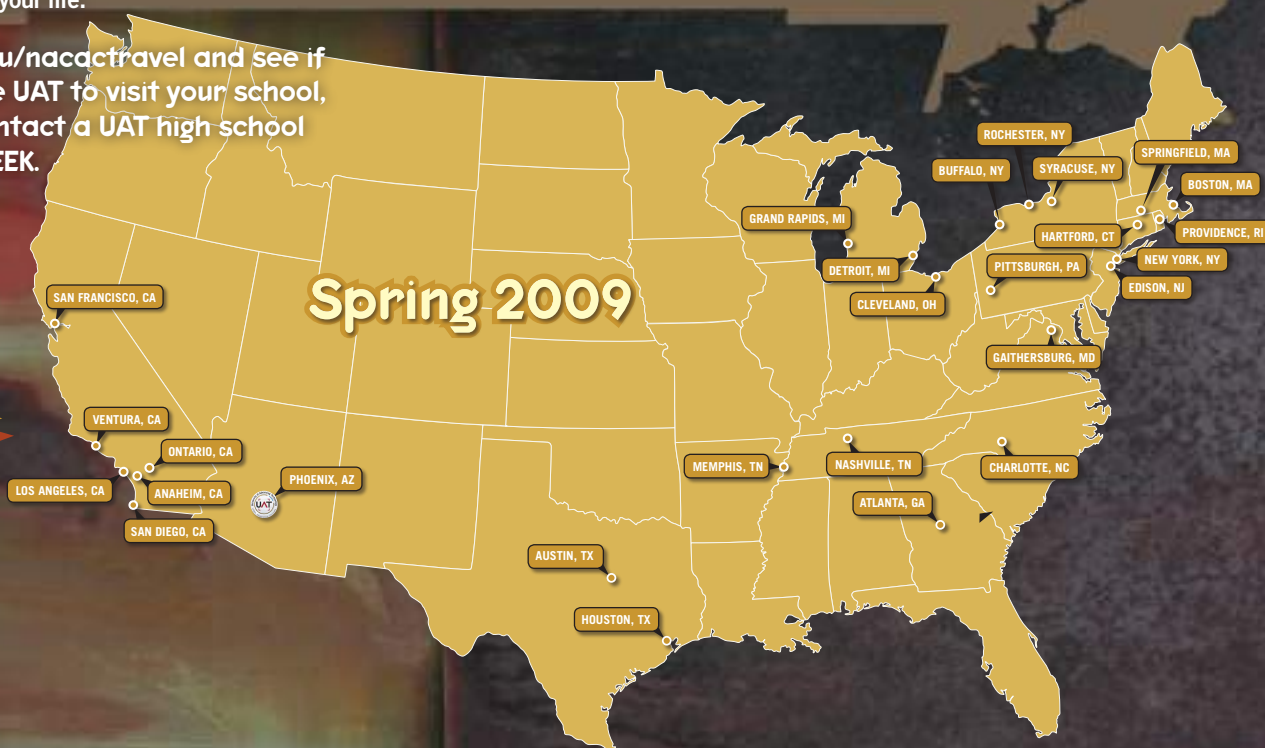 your life.
u/nacactravel and see if
e UAT to visit your school,
ntact a UAT high school
EEK.
Spring 2009
ROCHESTER, NY
SPRINGFIELD, MA
BUFFALO, NY
SYRACUSE, NY
BOSTON, MA
GRAND RAPIDS, MI
HARTFORD, CT
PROVIDENCE, RI
DETROIT, MI
PITTSBURGH, PA
NEW YORK, NY
CLEVELAND, OH
EDISON, NJ
SAN FRANCISCO, CA
GAITHERSBURG, MD
VENTURA, CA
ONTARIO, CA
MEMPHIS, TN
NASHVILLE, TN
CHARLOTTE, NC
LOS ANGELES, CA
ANAHEIM, CA
PHOENIX, AZ
UAT
ATLANTA, GA
SAN DIEGO, CA
AUSTIN, TX
HOUSTON, TX